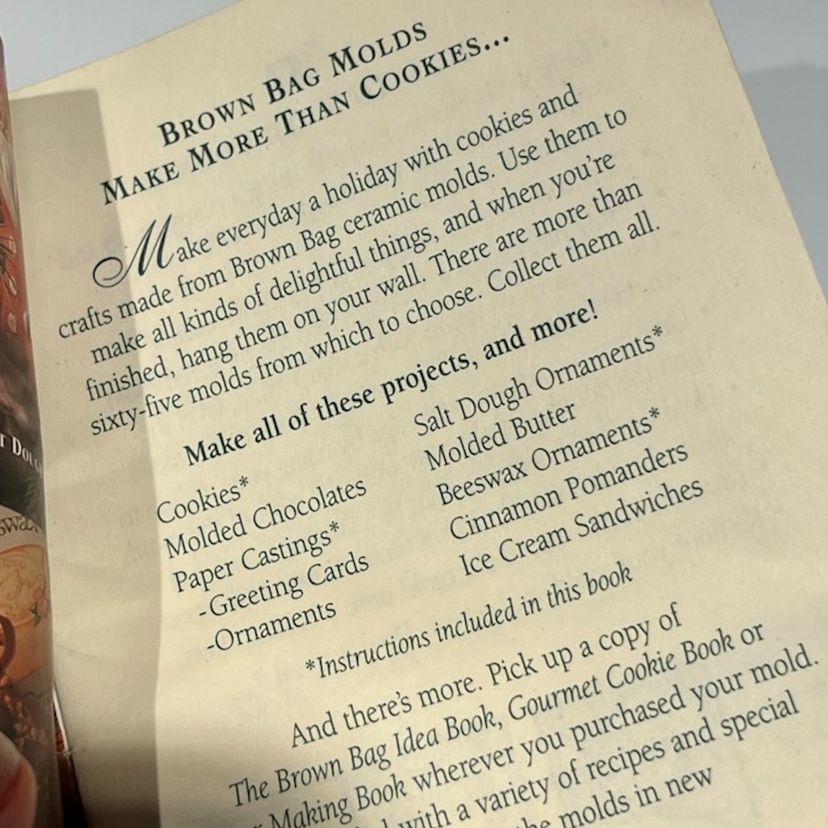 BROWN BAG MOLDS
MAKE MORE THAN COOKIES...
Make everyday a holiday with cookies and
crafts made from Brown Bag ceramic molds. Use them to
make all kinds of delightful things, and when you're
finished, hang them on your wall. There are more than
sixty-five molds from which to choose. Collect them all.
Make all of these projects, and more!
Cookies*
Molded Chocolates
Paper Castings*
-Greeting Cards
-Ornaments
Salt Dough Ornaments*
Molded Butter
Beeswax Ornaments*
Cinnamon Pomanders
Ice Cream Sandwiches
*Instructions included in this book
And there's more. Pick up a copy of
The Brown Bag Idea Book, Gourmet Cookie Book or
Making Book wherever you purchased your mold.
with a variety of recipes and special
the molds in new